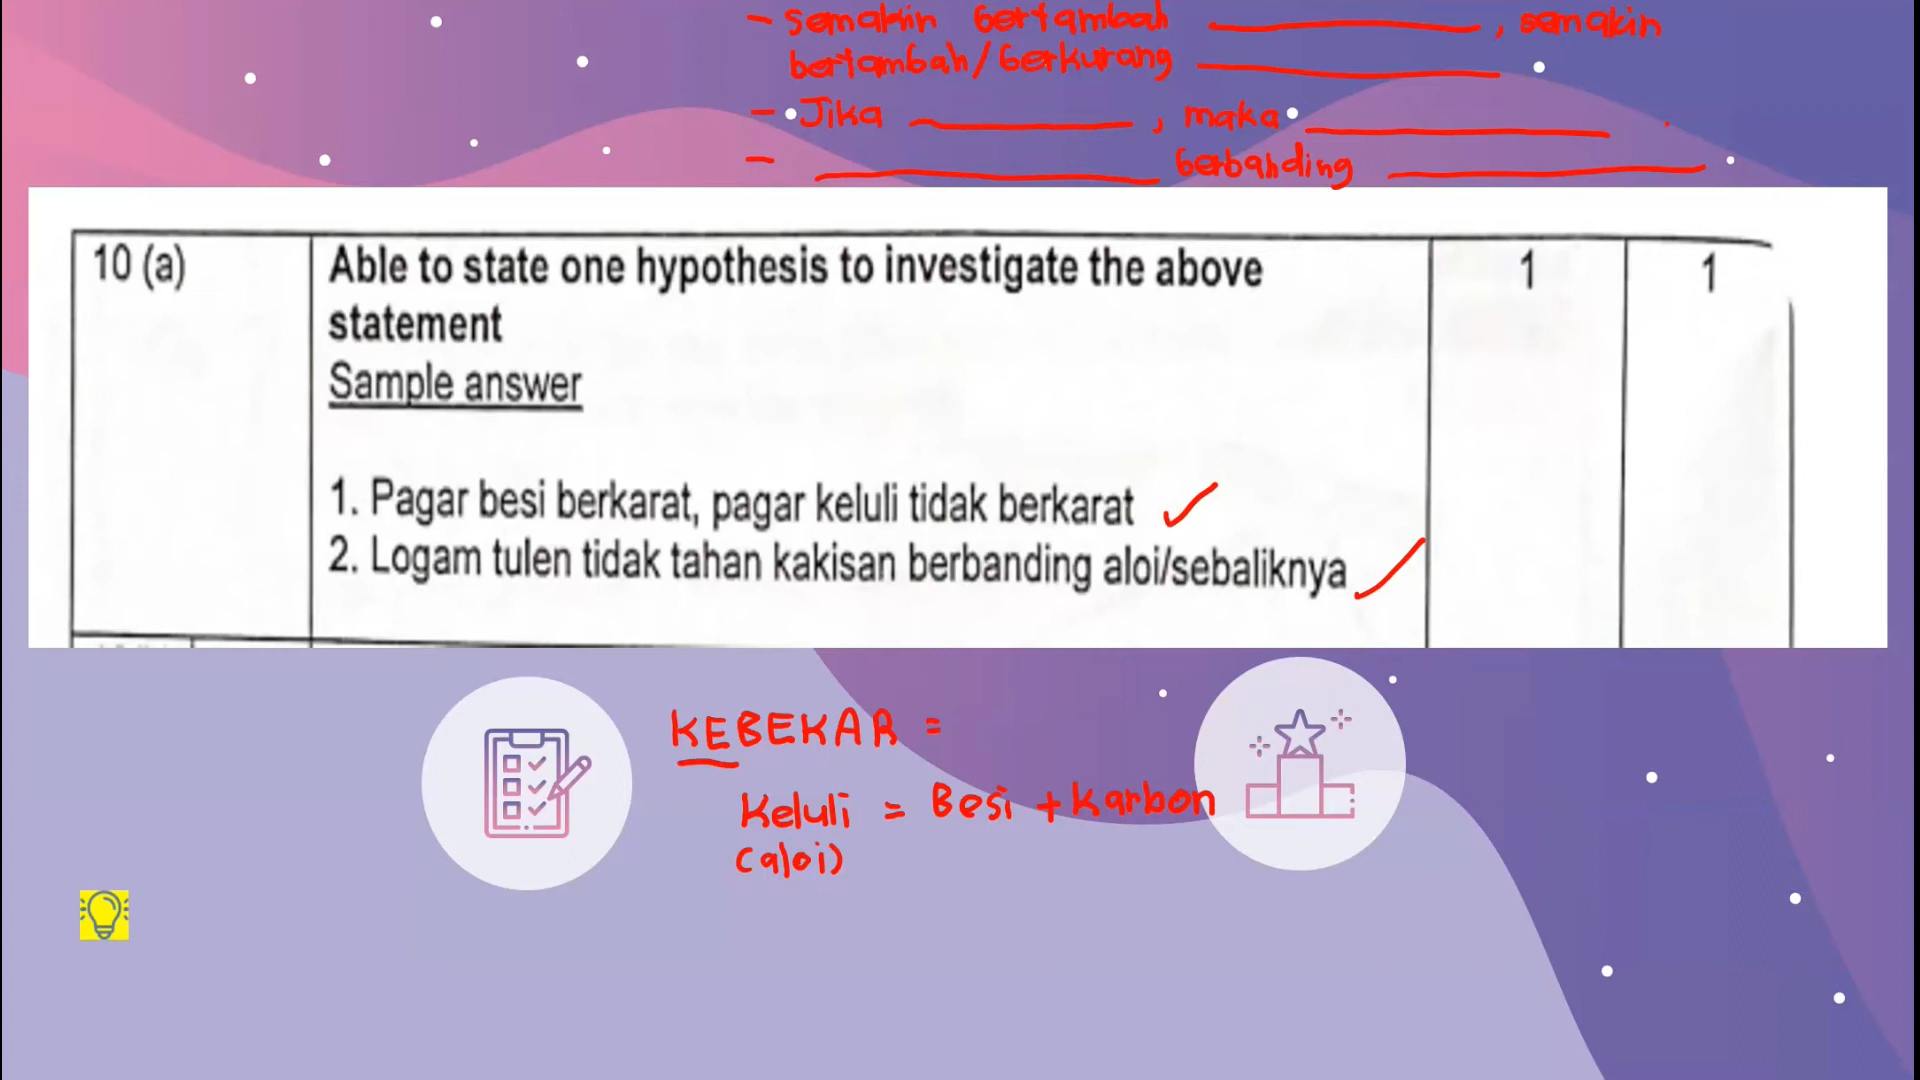 - semakin bertambah ________, semakin
bertambah/berkurang ________
- Jika ________, maka ________
- ________ berbanding ________
10 (a)
Able to state one hypothesis to investigate the above
statement
Sample answer
1
1
1. Pagar besi berkarat, pagar keluli tidak berkarat ✓
2. Logam tulen tidak tahan kakisan berbanding aloi/sebaliknya ✓
KEBEKAR =
Keluli = Besi + Karbon
(aloi)